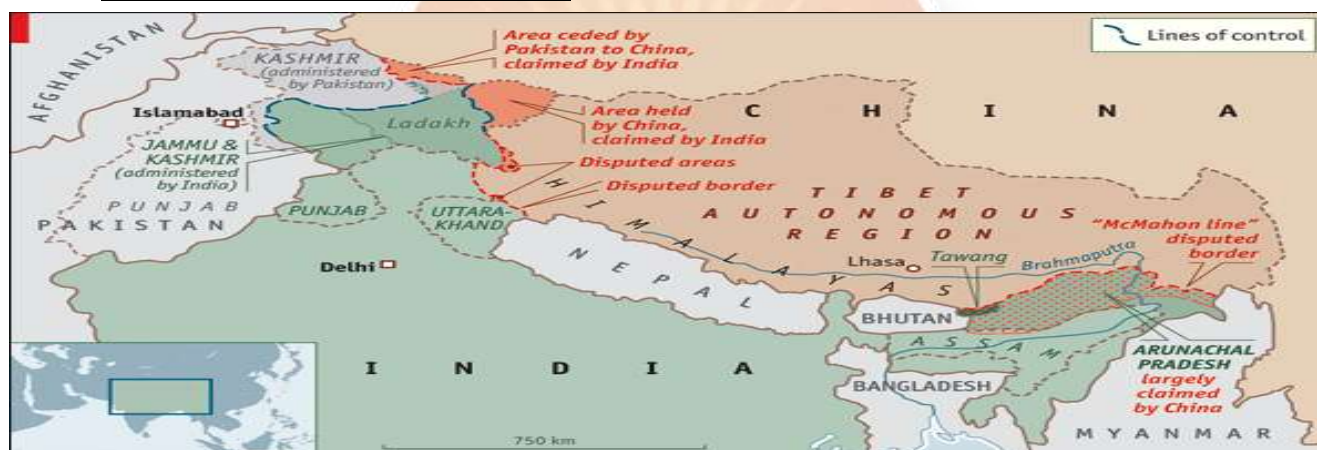 AFGHANISTAN
KASHMIR
(administered
by Pakistan)
Area ceded by
Pakistan to China,
claimed by India
Lines of control
Islamabad
Ladakh
Area held
by China,
claimed by India
CHINA
JAMMU &
KASHMIR
(administered
by India)
Disputed areas
Disputed border
PUNJAB
PAKISTAN
PUNJAB
UTTARA-
KHAND
HIMALAYAS
TIBET
AUTONOMOUS
REGION
"McMahon line"
disputed
border
Delhi
NEPAL
Lhasa
Tawang
Brahmaputra
BHUTAN
ASSAM
INDIA
BANGLADESH
ARUNACHAL
PRADESH
largely
claimed
by China
MYANMAR
750 km